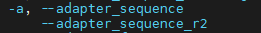 -a, --adapter_sequence
--adapter_sequence_r2